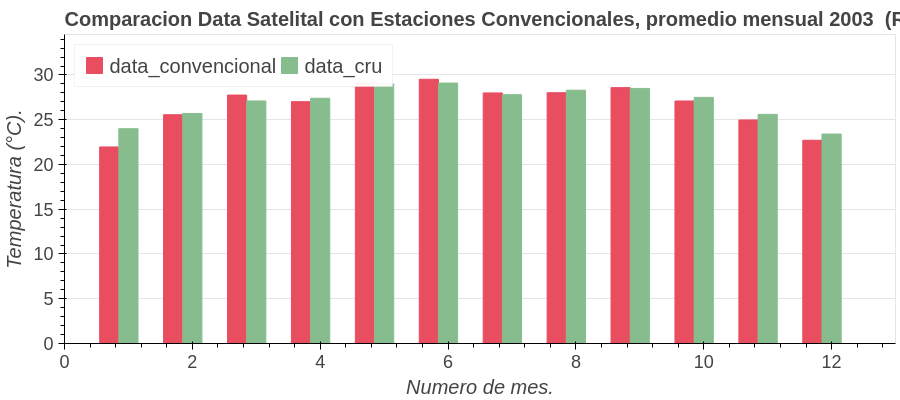 Comparacion Data Satelital con Estaciones Convencionales, promedio mensual 2003 (R
data_convencional data_cru
Temperatura (°C).
30
25
20
15
10
5
0
0 2 4 6 8 10 12
Numero de mes.